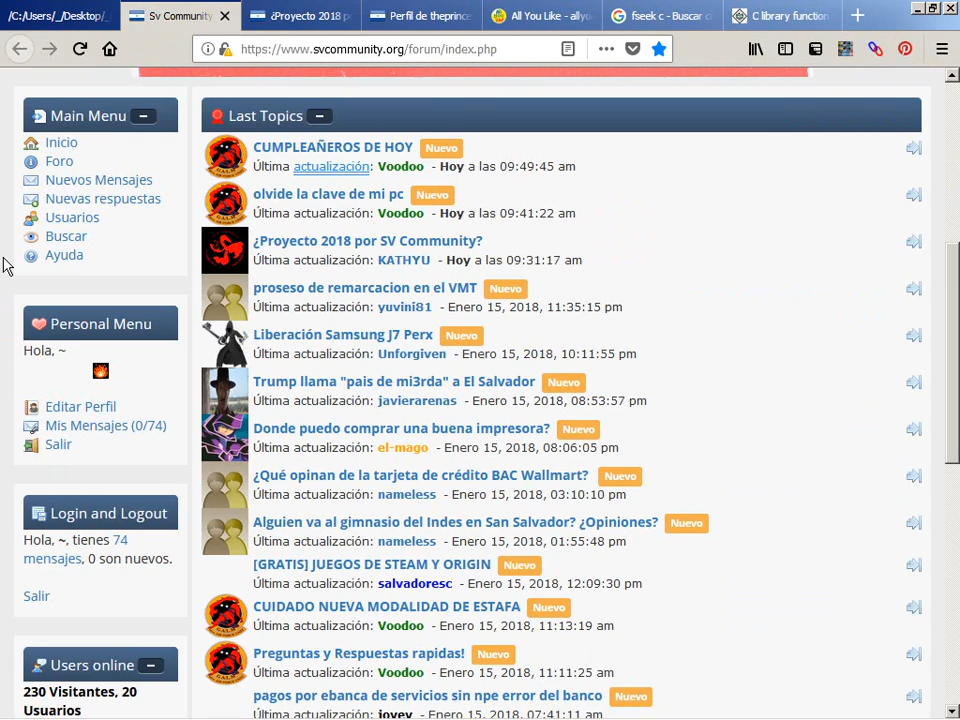 /C:/Users/_/Desktop/_
Sv Community
¿Proyecto 2018 p
Perfil de theprince
All You Like - allyou
fseek c - Buscar c
C library function
https://www.svcommunity.org/forum/index.php
Main Menu
Inicio
Foro
Nuevos Mensajes
Nuevas respuestas
Usuarios
Buscar
Ayuda
Personal Menu
Hola, ~
Editar Perfil
Mis Mensajes (0/74)
Salir
Login and Logout
Hola, ~, tienes 74
mensajes, 0 son nuevos.
Salir
Users online
230 Visitantes, 20
Usuarios
Last Topics
CUMPLEAÑEROS DE HOY Nuevo
Última actualización: Voodoo - Hoy a las 09:49:45 am
olvide la clave de mi pc Nuevo
Última actualización: Voodoo - Hoy a las 09:41:22 am
¿Proyecto 2018 por SV Community?
Última actualización: KATHYU - Hoy a las 09:31:17 am
proseso de remarcacion en el VMT Nuevo
Última actualización: yuvini81 - Enero 15, 2018, 11:35:15 pm
Liberación Samsung J7 Perx Nuevo
Última actualización: Unforgiven - Enero 15, 2018, 10:11:55 pm
Trump llama "pais de mi3rda" a El Salvador Nuevo
Última actualización: javierarenas - Enero 15, 2018, 08:53:57 pm
Donde puedo comprar una buena impresora? Nuevo
Última actualización: el-mago - Enero 15, 2018, 08:06:05 pm
¿Qué opinan de la tarjeta de crédito BAC Wallmart? Nuevo
Última actualización: nameless - Enero 15, 2018, 03:10:10 pm
Alguien va al gimnasio del Indes en San Salvador? ¿Opiniones? Nuevo
Última actualización: nameless - Enero 15, 2018, 01:55:48 pm
[GRATIS] JUEGOS DE STEAM Y ORIGIN Nuevo
Última actualización: salvadoresc - Enero 15, 2018, 12:09:30 pm
CUIDADO NUEVA MODALIDAD DE ESTAFA Nuevo
Última actualización: Voodoo - Enero 15, 2018, 11:13:19 am
Preguntas y Respuestas rapidas! Nuevo
Última actualización: Voodoo - Enero 15, 2018, 11:11:25 am
pagos por ebanca de servicios sin npe error del banco Nuevo
Última actualización: jovey - Enero 15, 2018, 07:41:11 am